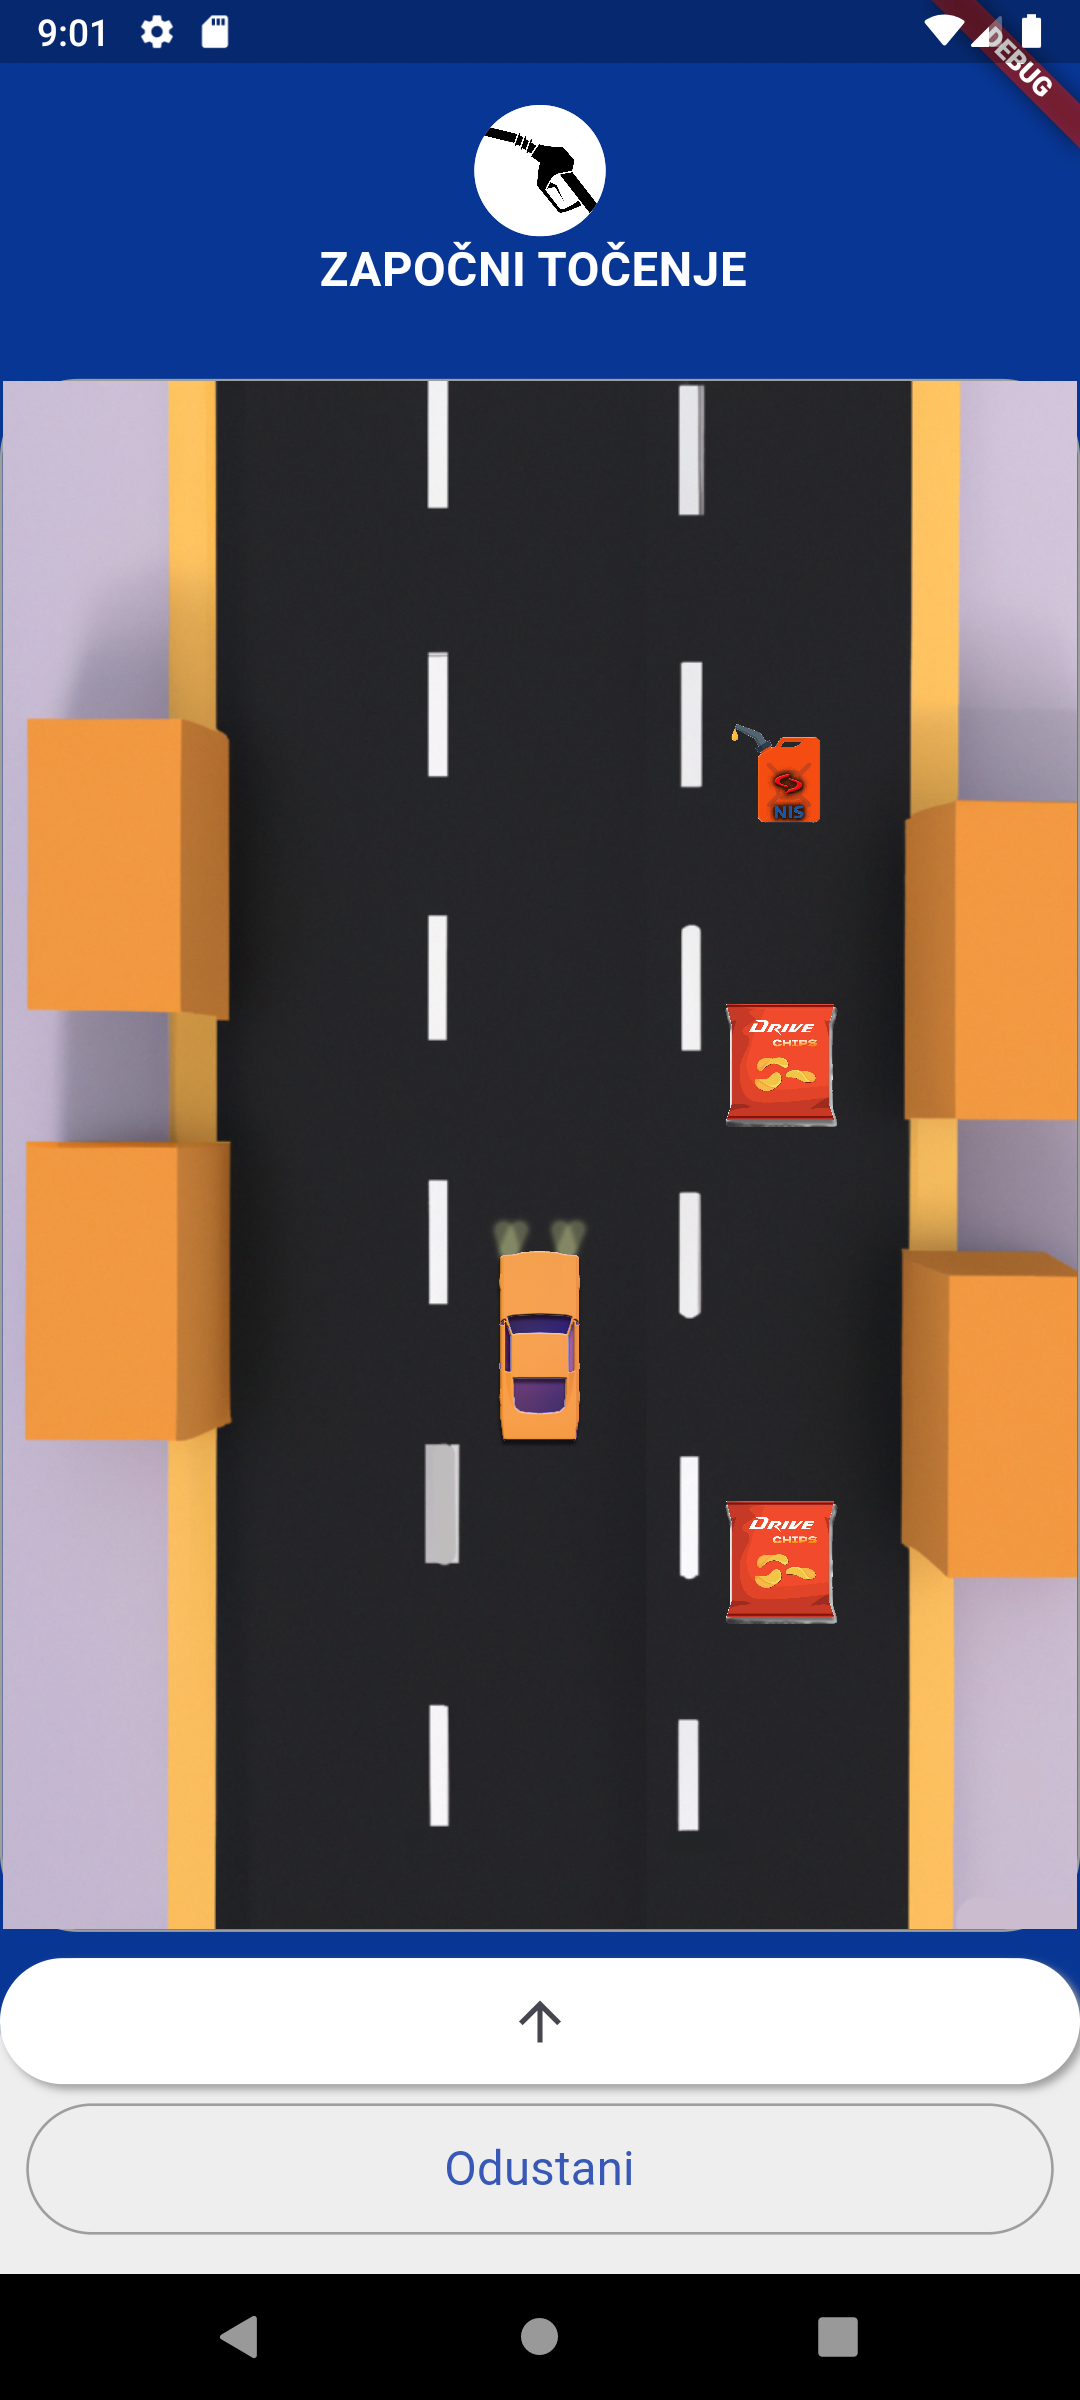 9:01
DEBUG
ZAPOČNI TOČENJE
NIS
DRIVE
CHIPS
DRIVE
CHIPS
Odustani